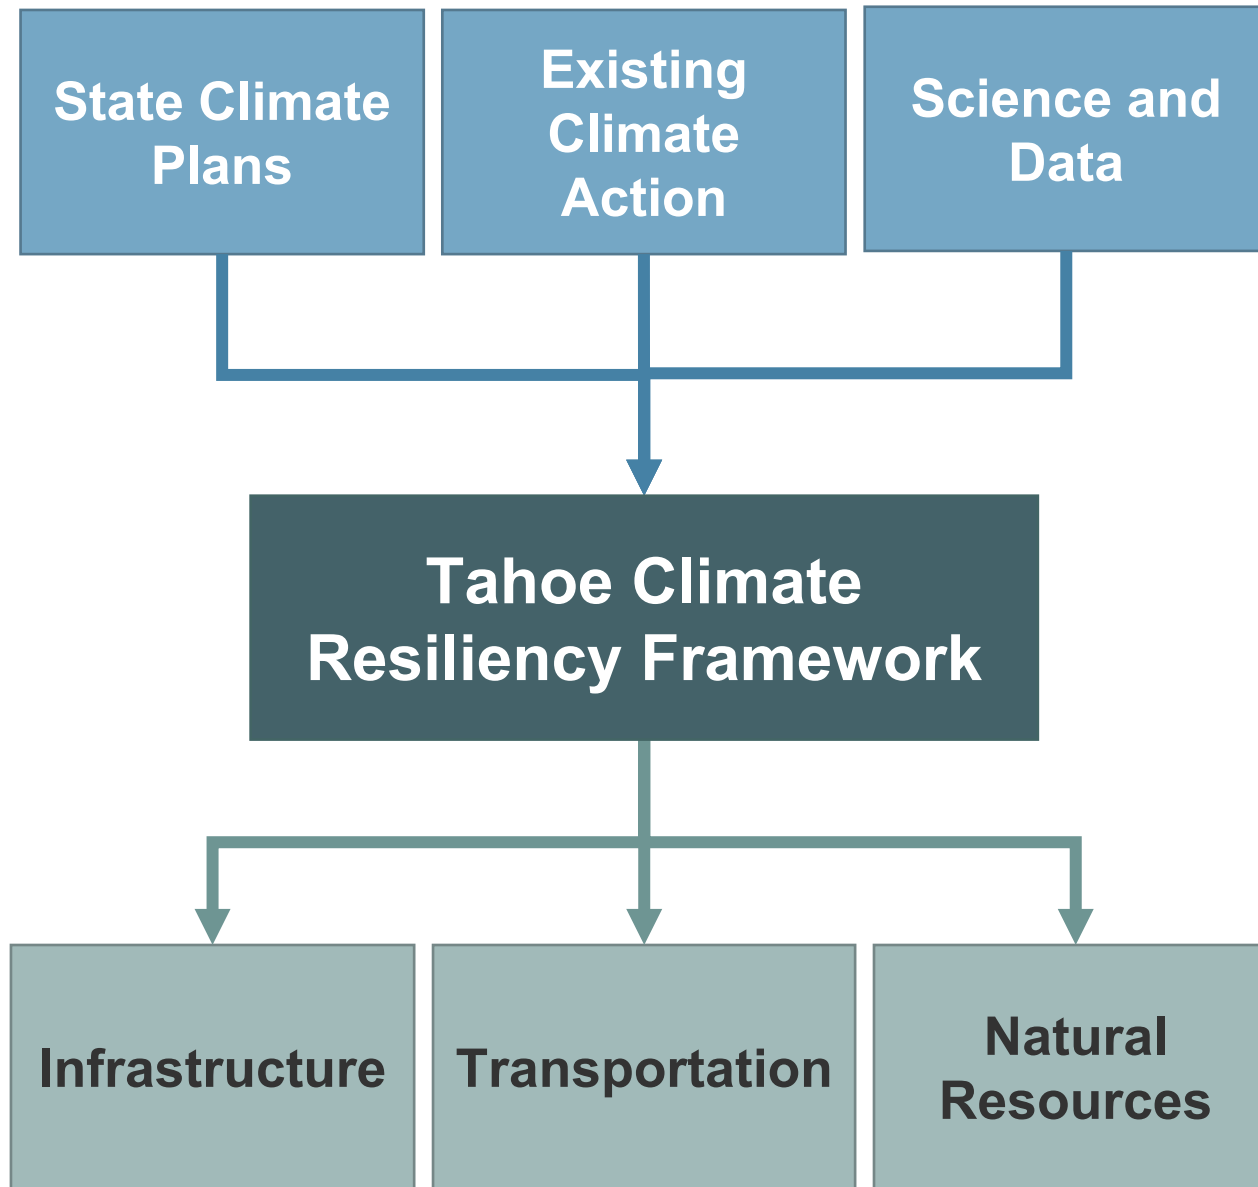 State Climate
Plans
Existing
Climate
Action
Science and
Data
Tahoe Climate
Resiliency Framework
Infrastructure
Transportation
Natural
Resources